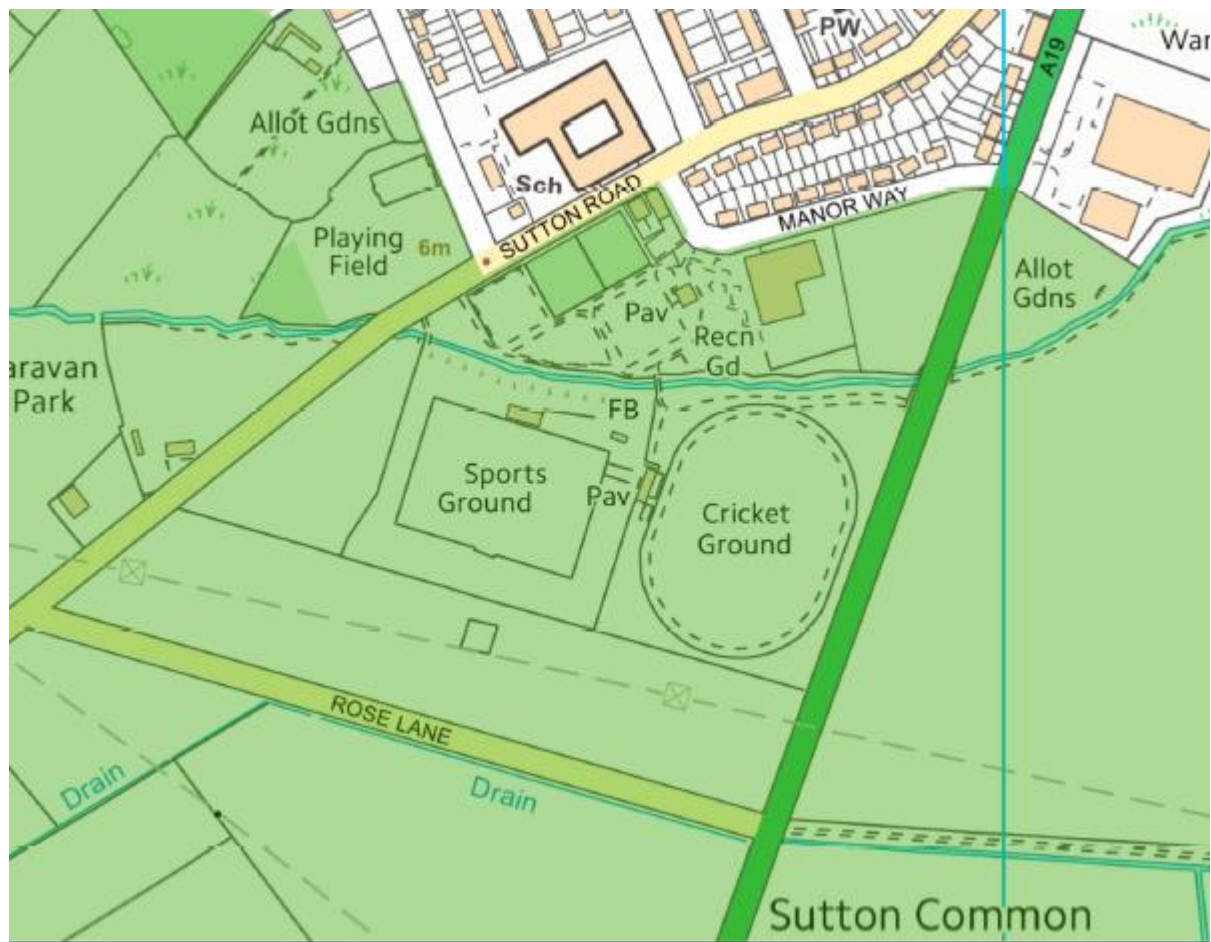 PW
A19
War
Allot Gdns
Sch
SUTTON ROAD
MANOR WAY
Playing
Field
6m
Allot
Gdns
Pav
Recn
Gd
aravan
Park
FB
Sports
Ground
Pav
Cricket
Ground
ROSE LANE
Drain
Drain
Sutton Common